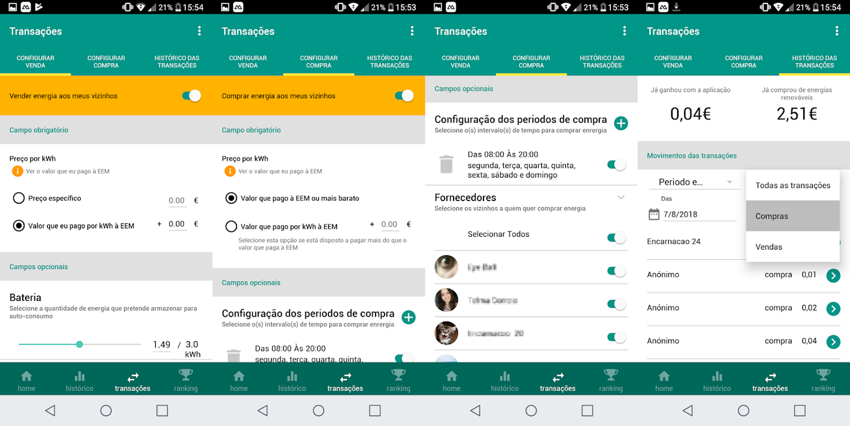 21% 15:54
Transações
CONFIGURAR VENDA
CONFIGURAR COMPRA
HISTÓRICO DAS TRANSAÇÕES
Vender energia aos meus vizinhos
Campo obrigatório
Preço por kWh
Ver o valor que eu pago à EEM
Preço específico 0.00 €
Valor que eu pago por kWh à EEM + 0.00 €
Campos opcionais
Bateria
Selecione a quantidade de energia que pretende armazenar para
auto-consumo
1.49 / 3.0
kWh
home histórico transações ranking
21% 15:53
Transações
CONFIGURAR VENDA
CONFIGURAR COMPRA
HISTÓRICO DAS TRANSAÇÕES
Comprar energia aos meus vizinhos
Campo obrigatório
Preço por kWh
Ver o valor que eu pago à EEM
Valor que pago à EEM ou mais barato
Valor que pago por kWh à EEM + 0.00 €
Selecione esta opção se está disposto a pagar mais do que o
valor que paga à EEM
Campos opcionais
Configuração dos periodos de compra
Selecione o(s) intervalo(s) de tempo para comprar enrergia
Das 08:00 Às 20:00
segunda, terça, quarta, quinta,
home histórico transações ranking
21% 15:53
Transações
CONFIGURAR VENDA
CONFIGURAR COMPRA
HISTÓRICO DAS TRANSAÇÕES
Campos opcionais
Configuração dos periodos de compra
Selecione o(s) intervalo(s) de tempo para comprar enrergia
Das 08:00 Às 20:00
segunda, terça, quarta, quinta,
sexta, sábado e domingo
Fornecedores
Selecione os vizinhos a quem quer comprar energia
Selecionar Todos
Eye Ball
home histórico transações ranking
21% 15:54
Transações
CONFIGURAR VENDA
CONFIGURAR COMPRA
HISTÓRICO DAS TRANSAÇÕES
Já ganhou com a aplicação
0,04€
Já comprou de energias
renováveis
2,51€
Movimentos das transações
Periodo e...
Todas as transações
Compras
Vendas
Das
7/8/2018
Encarnacao 24
Anónimo compra 0,01
Anónimo compra 0,02
Anónimo compra 0,04
home histórico transações ranking